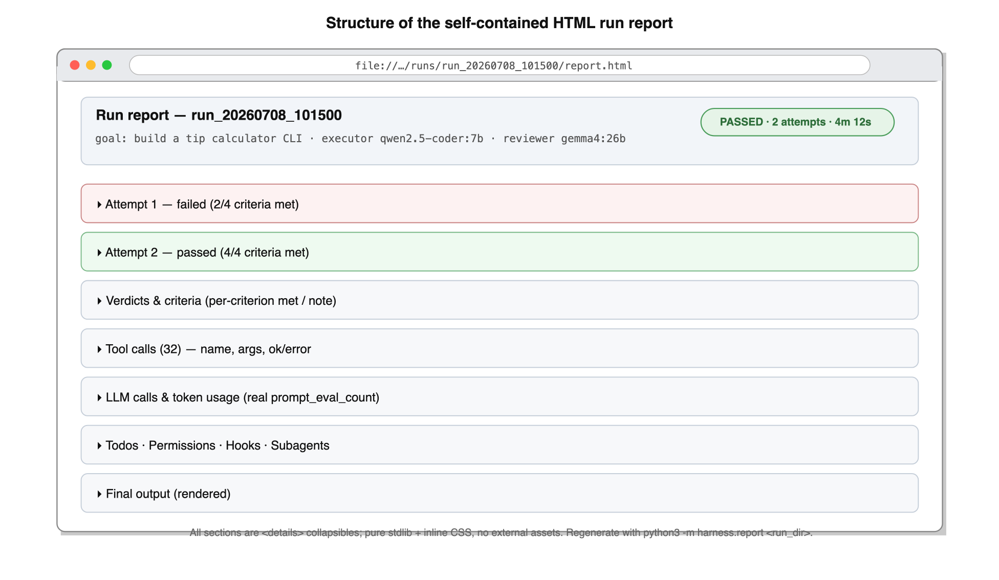 Structure of the self-contained HTML run report
file://…/runs/run_20260708_101500/report.html
Run report — run_20260708_101500
PASSED · 2 attempts · 4m 12s
goal: build a tip calculator CLI · executor qwen2.5-coder:7b · reviewer gemma4:26b
▸ Attempt 1 — failed (2/4 criteria met)
▸ Attempt 2 — passed (4/4 criteria met)
▸ Verdicts & criteria (per-criterion met / note)
▸ Tool calls (32) — name, args, ok/error
▸ LLM calls & token usage (real prompt_eval_count)
▸ Todos · Permissions · Hooks · Subagents
▸ Final output (rendered)
All sections are <details> collapsibles; pure stdlib + inline CSS, no external assets. Regenerate with python3 -m harness.report <run_dir>.